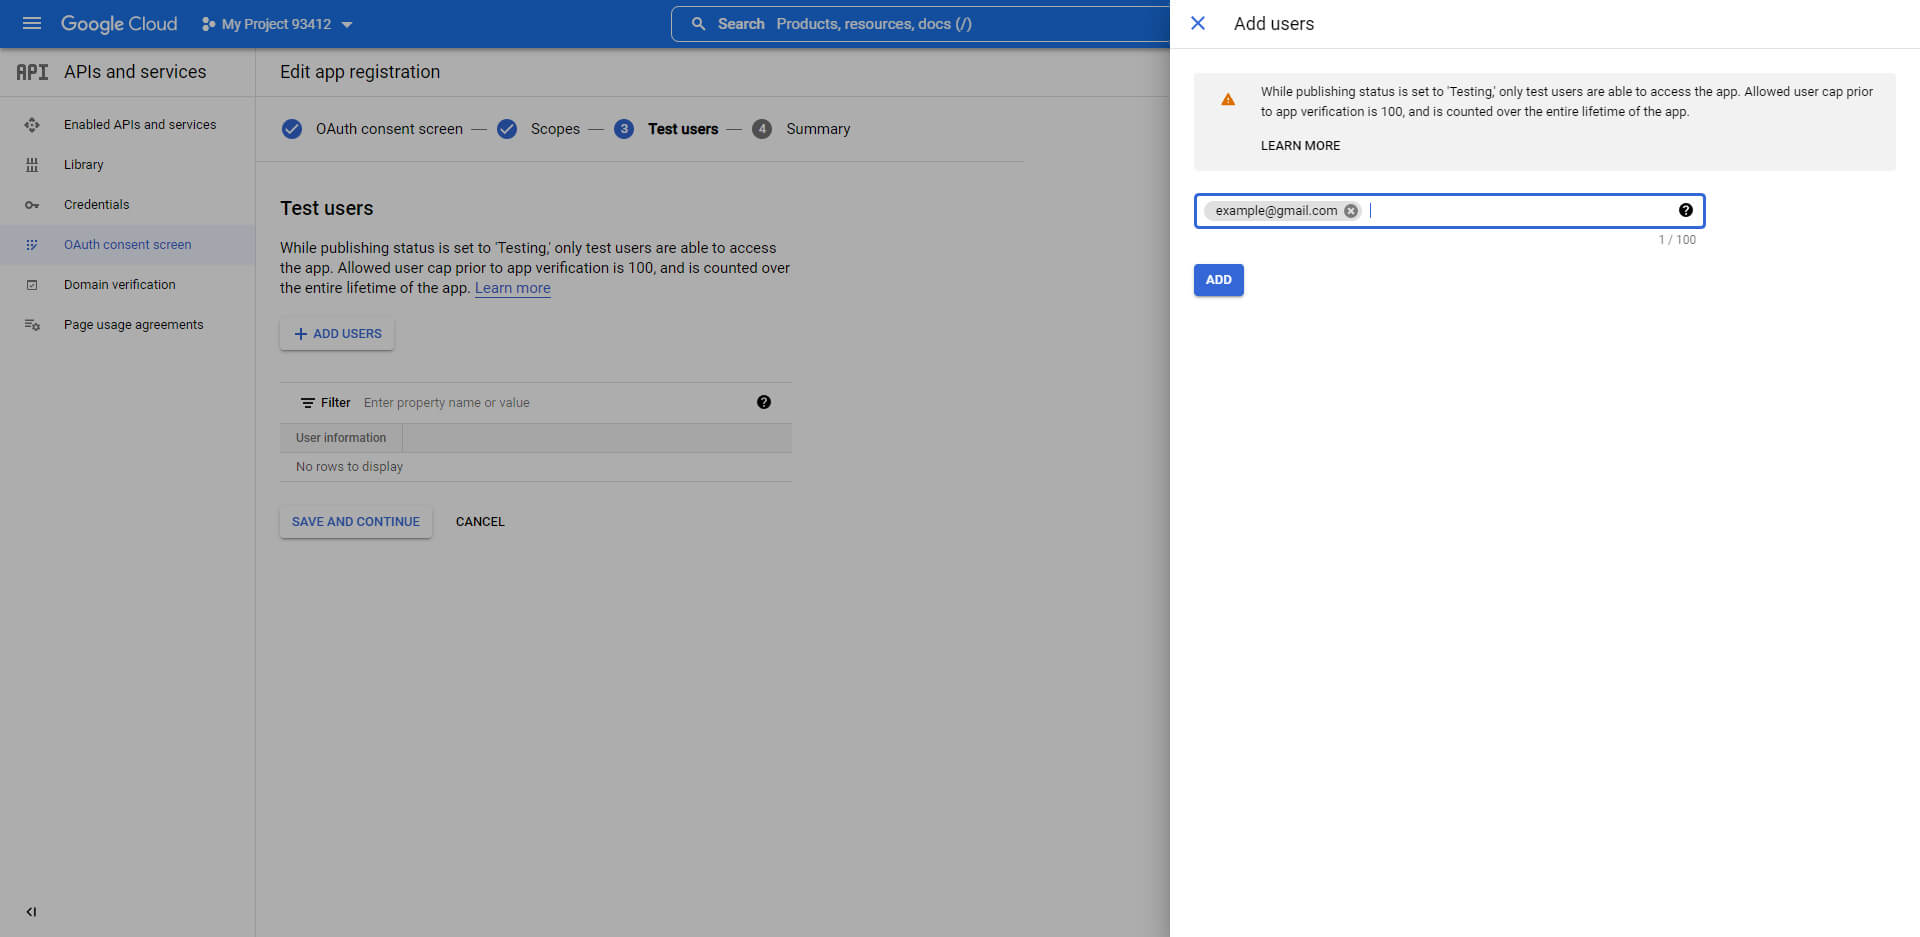 Google Cloud
My Project 93412
Search Products, resources, docs (/)
API APIs and services
Enabled APIs and services
Library
Credentials
OAuth consent screen
Domain verification
Page usage agreements
Edit app registration
OAuth consent screen — Scopes — 3 Test users — 4 Summary
Test users
While publishing status is set to 'Testing,' only test users are able to access
the app. Allowed user cap prior to app verification is 100, and is counted over
the entire lifetime of the app. Learn more
ADD USERS
Filter Enter property name or value
User information
No rows to display
SAVE AND CONTINUE CANCEL
Add users
While publishing status is set to 'Testing,' only test users are able to access the app. Allowed user cap prior
to app verification is 100, and is counted over the entire lifetime of the app.
LEARN MORE
example@gmail.com
1 / 100
ADD